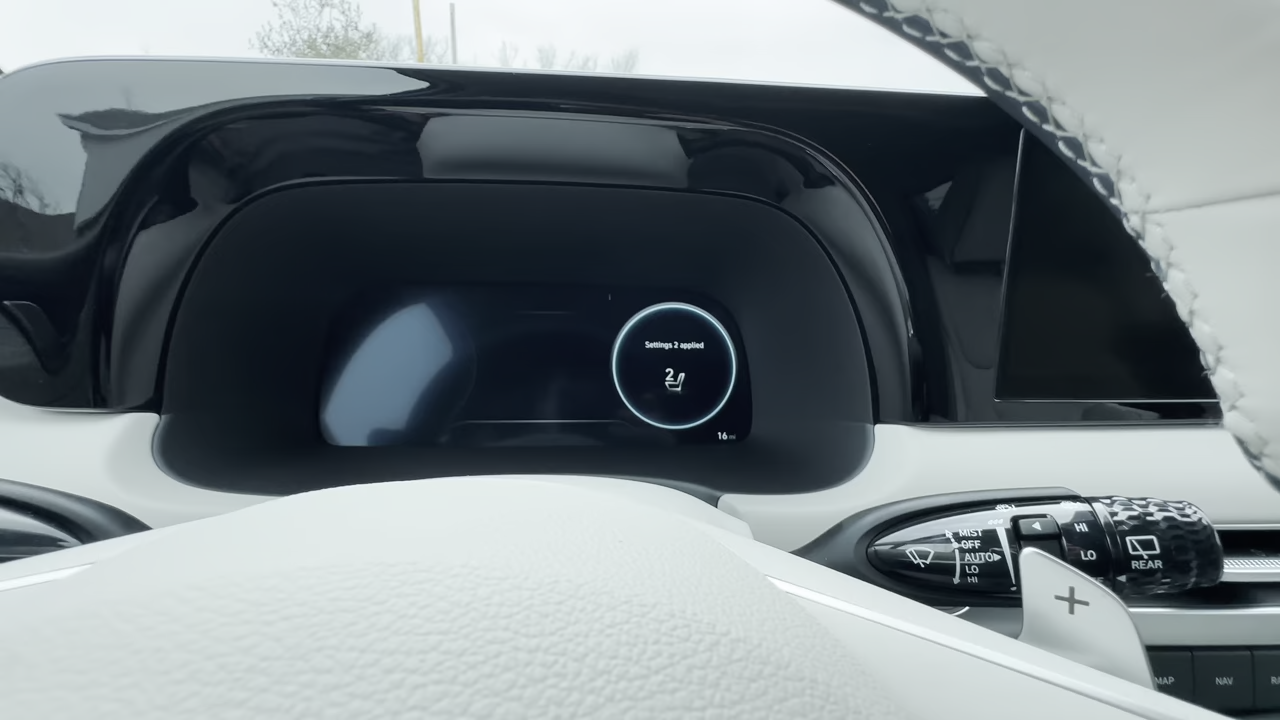 Settings 2 applied
2
16 mi
MIST
OFF
AUTO
LO
HI
HI
LO
REAR
+
MAP
NAV